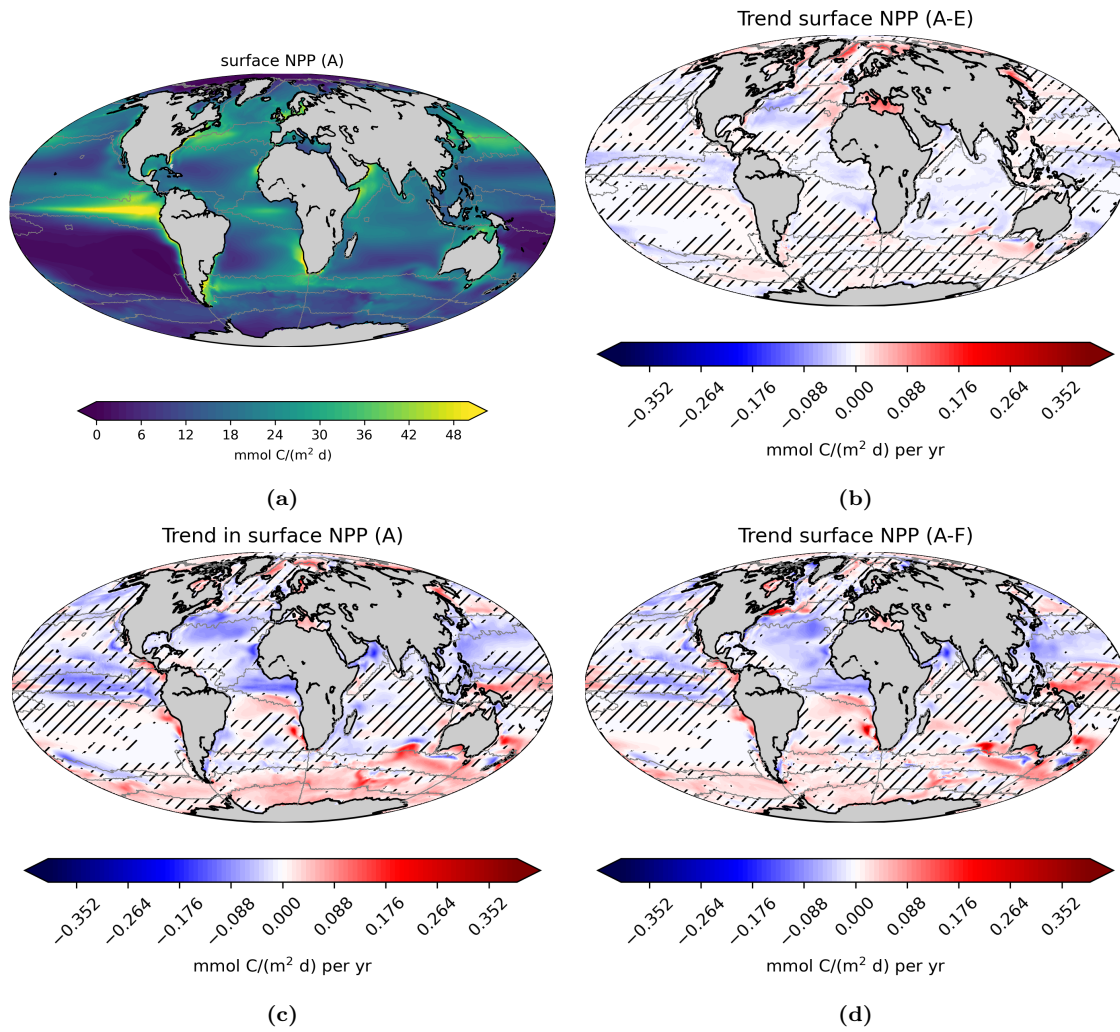 surface NPP (A)
0 6 12 18 24 30 36 42 48
mmol C/(m² d)
(a)
Trend surface NPP (A-E)
−0.352 −0.264 −0.176 −0.088 0.000 0.088 0.176 0.264 0.352
mmol C/(m² d) per yr
(b)
Trend in surface NPP (A)
−0.352 −0.264 −0.176 −0.088 0.000 0.088 0.176 0.264 0.352
mmol C/(m² d) per yr
(c)
Trend surface NPP (A-F)
−0.352 −0.264 −0.176 −0.088 0.000 0.088 0.176 0.264 0.352
mmol C/(m² d) per yr
(d)